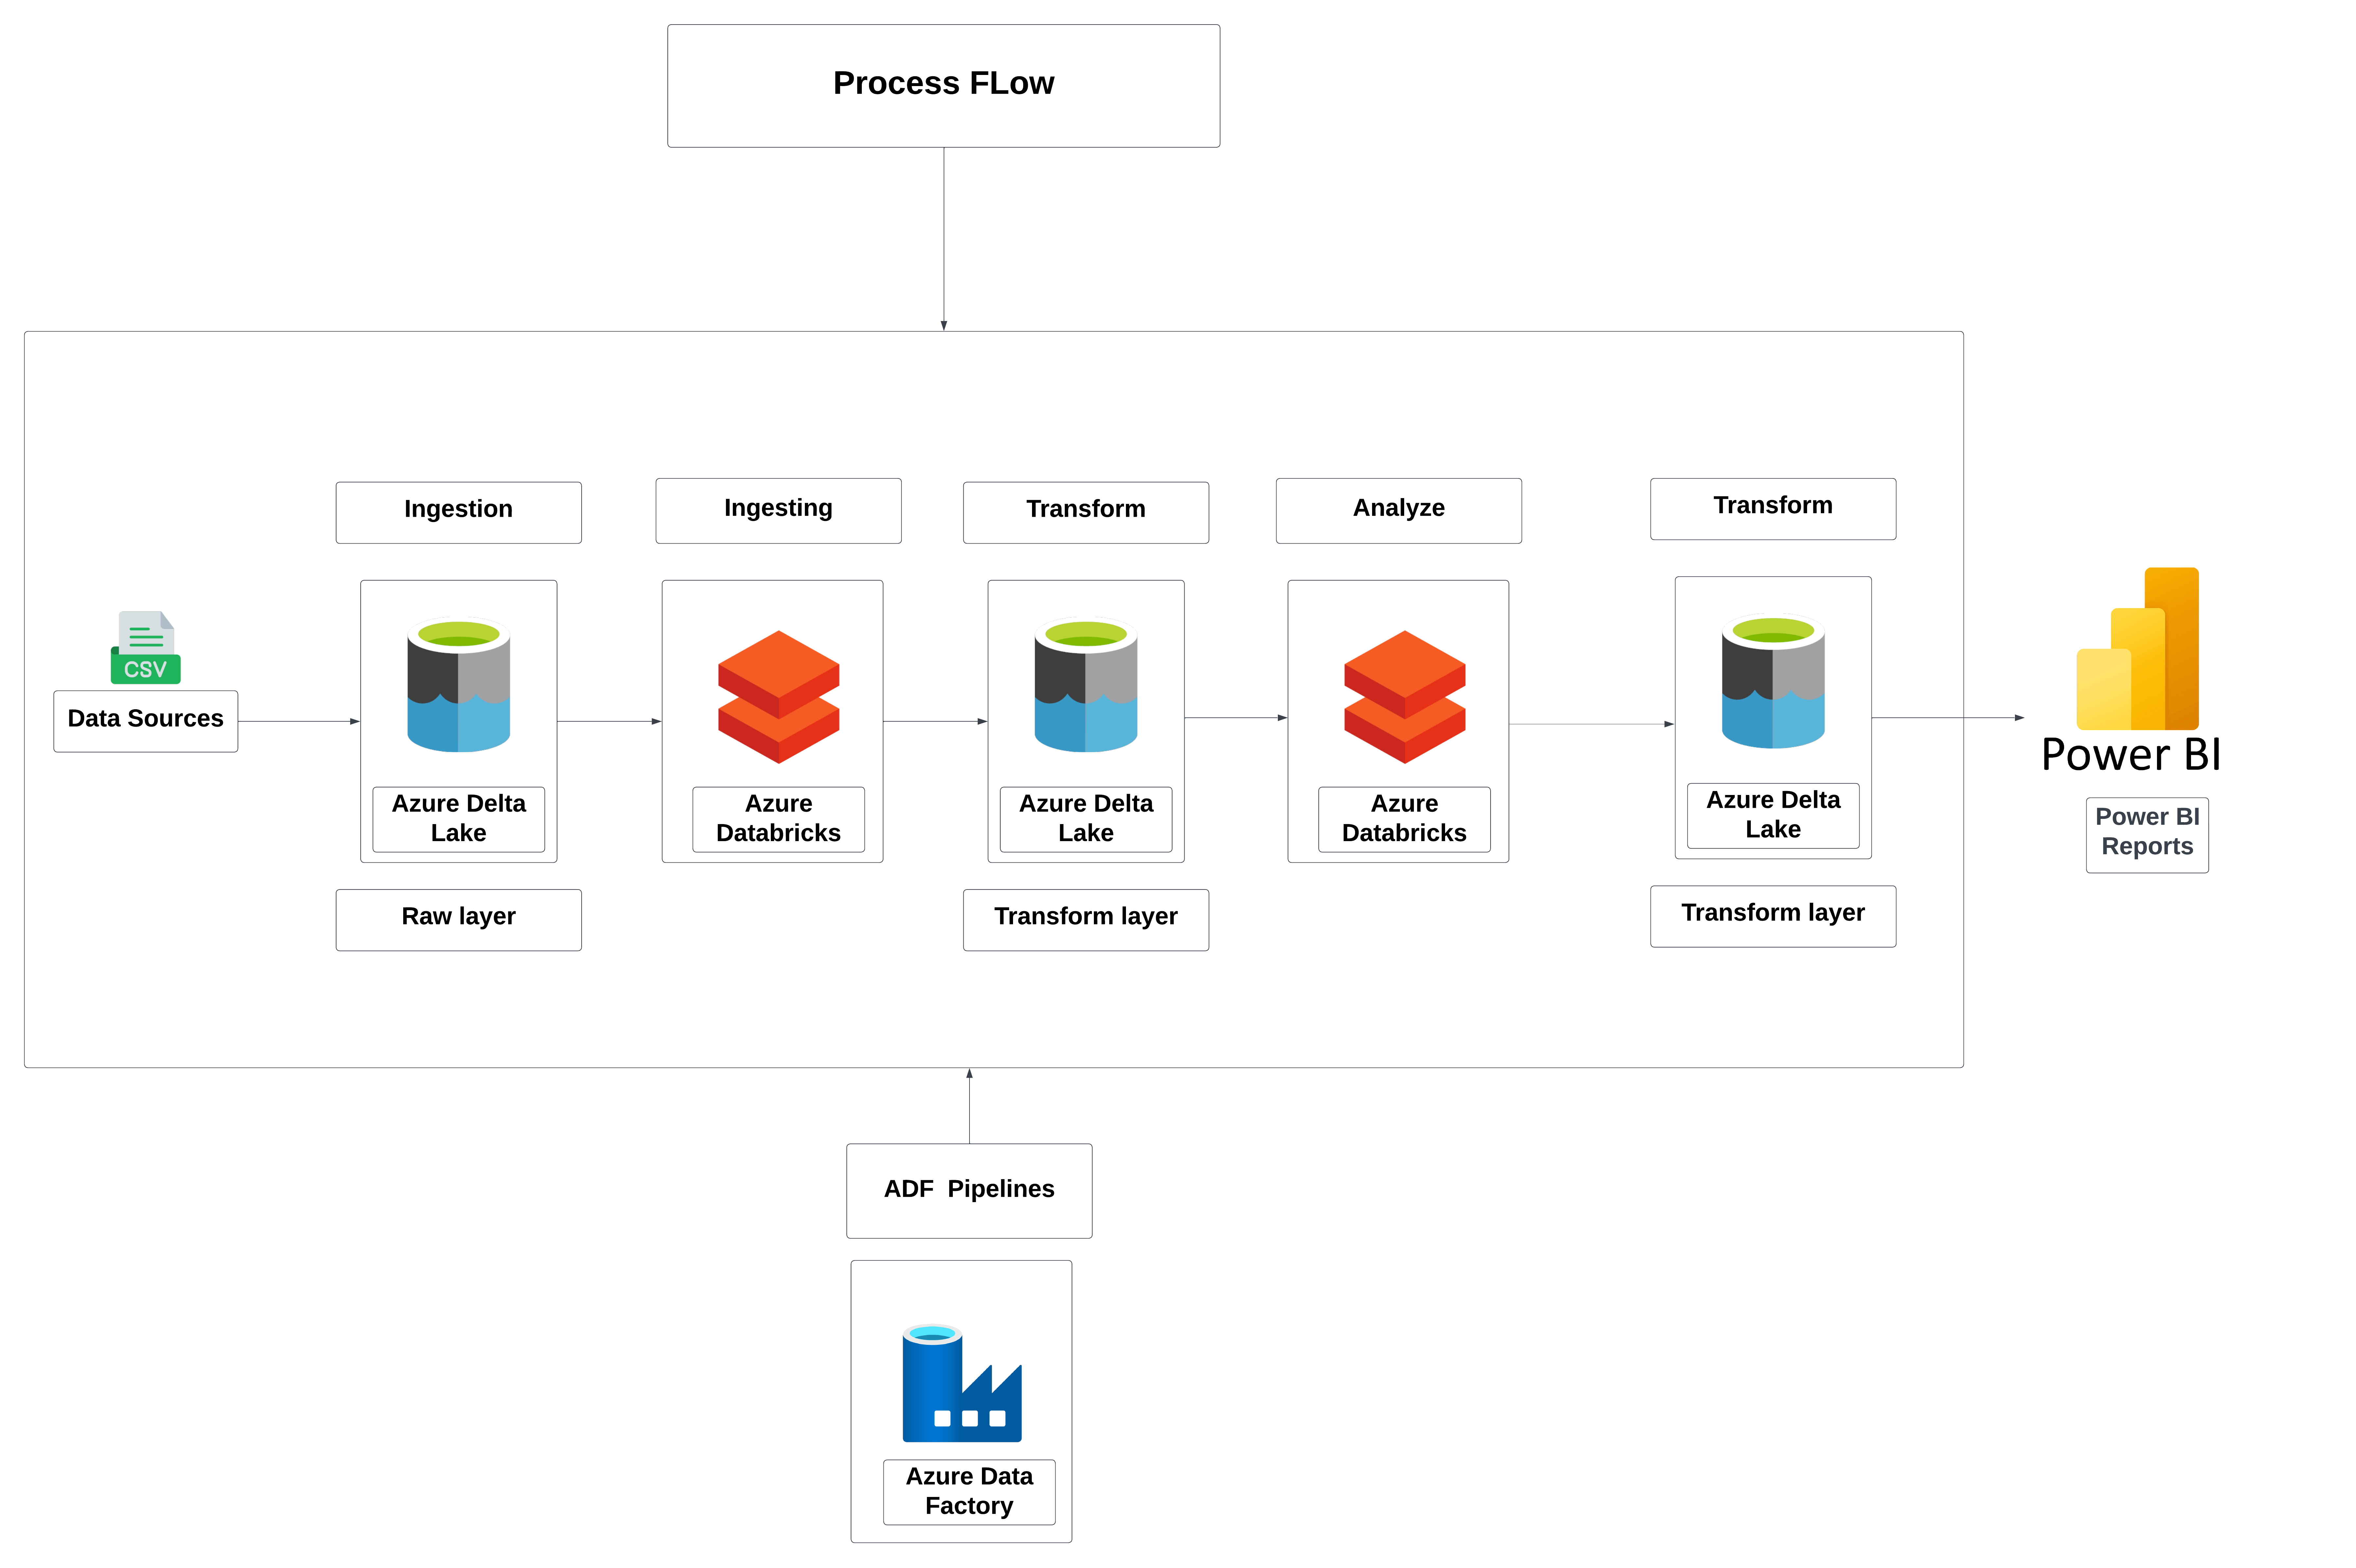 Process FLow
Ingestion
Ingesting
Transform
Analyze
Transform
CSV
Data Sources
Azure Delta
Lake
Azure
Databricks
Azure Delta
Lake
Azure
Databricks
Azure Delta
Lake
Power BI
Power BI
Reports
Raw layer
Transform layer
Transform layer
ADF  Pipelines
Azure Data
Factory